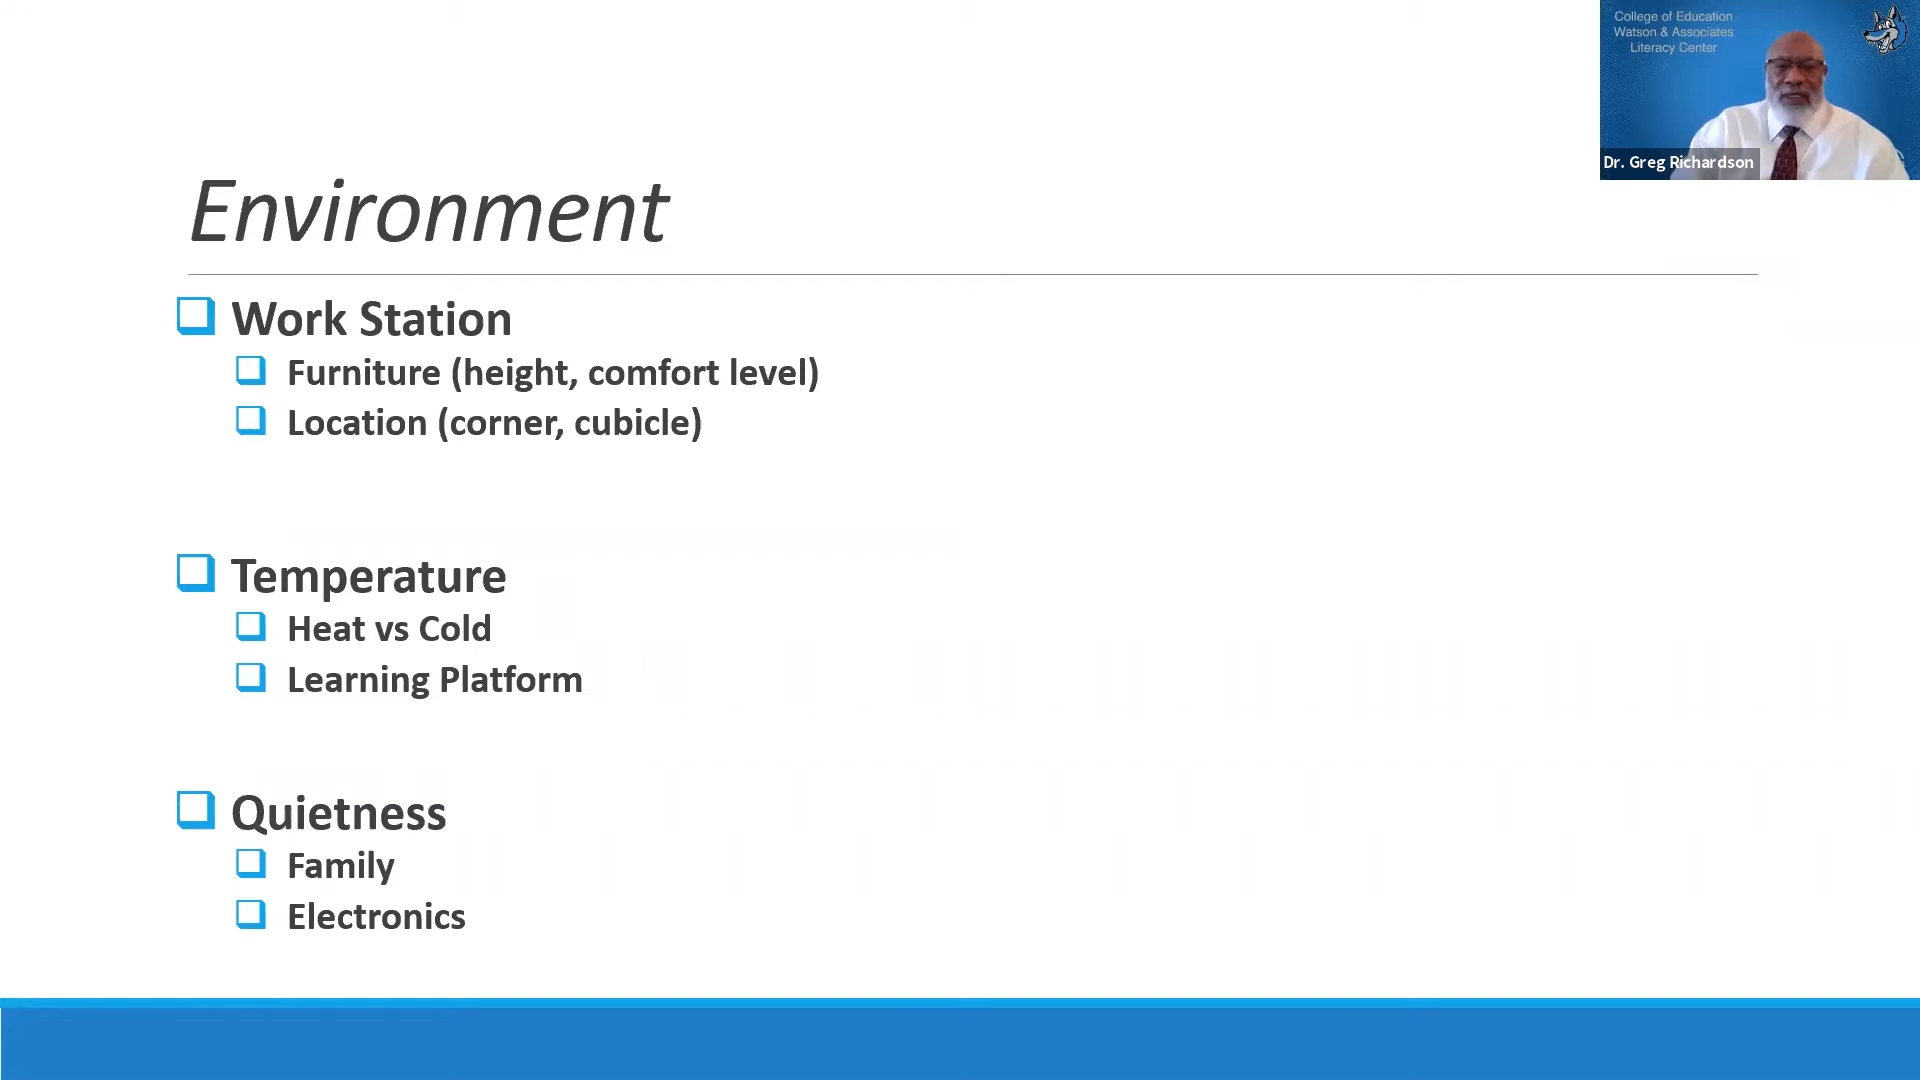 College of Education
Watson & Associates
Literacy Center
Dr. Greg Richardson
Environment
Work Station
Furniture (height, comfort level)
Location (corner, cubicle)
Temperature
Heat vs Cold
Learning Platform
Quietness
Family
Electronics